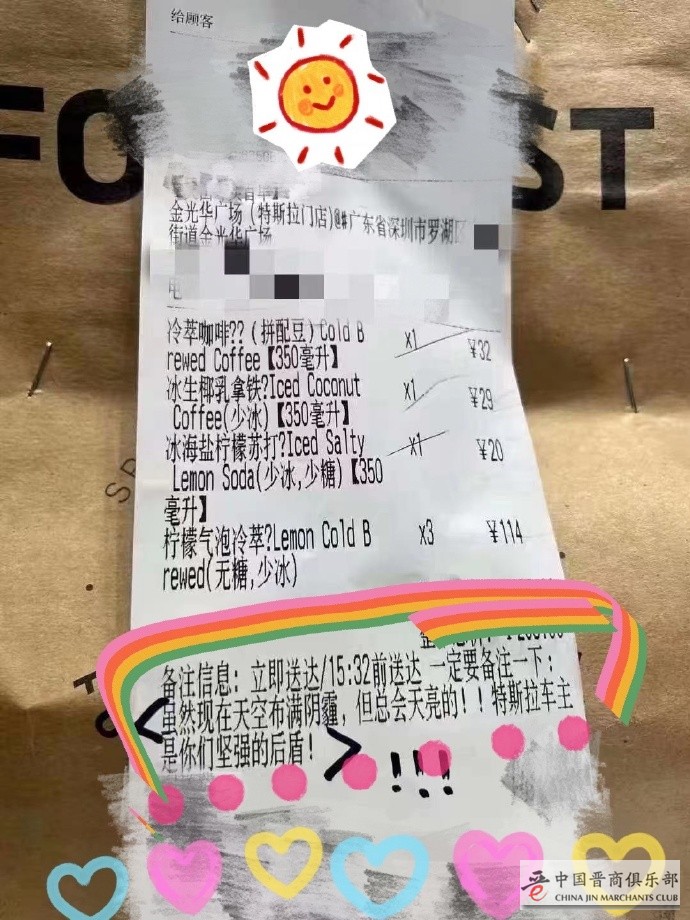 给顾客
金光华广场（特斯拉门店）@#广东省深圳市罗湖
街道金光华广场
冷萃咖啡??（拼配豆）Cold B x1 ¥32
rewed Coffee【350毫升】
冰生椰乳拿铁?Iced Coconut x1 ¥29
Coffee(少冰)【350毫升】
冰海盐柠檬苏打?Iced Salty x1 ¥20
Lemon Soda(少冰,少糖)【350
毫升】
柠檬气泡冷萃?Lemon Cold B x3 ¥114
rewed(无糖,少冰)
备注信息：立即送达/15:32前送达 一定要备注一下：
虽然现在天空布满阴霾，但总会天亮的！！特斯拉车主
是你们坚强的后盾！
!!!
中国晋商俱乐部
CHINA JIN MARCHANTS CLUB